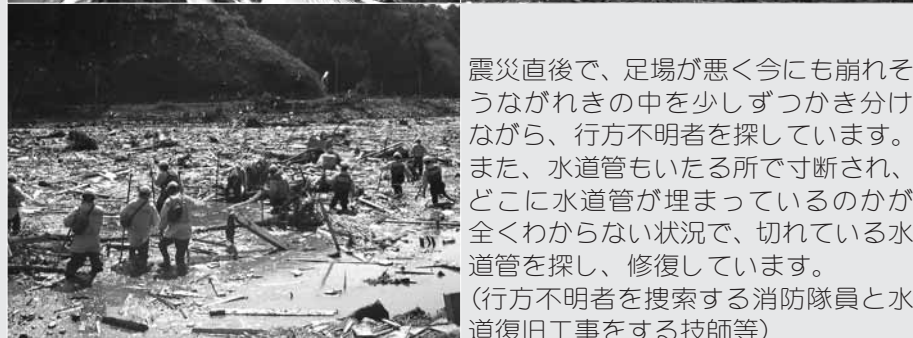 震災直後で、足場が悪く今にも崩れそ
うながれきの中を少しずつかき分け
ながら、行方不明者を探しています。
また、水道管もいたる所で寸断され、
どこに水道管が埋まっているのかが
全くわからない状況で、切れている水
道管を探し、修復しています。
(行方不明者を捜索する消防隊員と水
道復旧工事をする技師等)